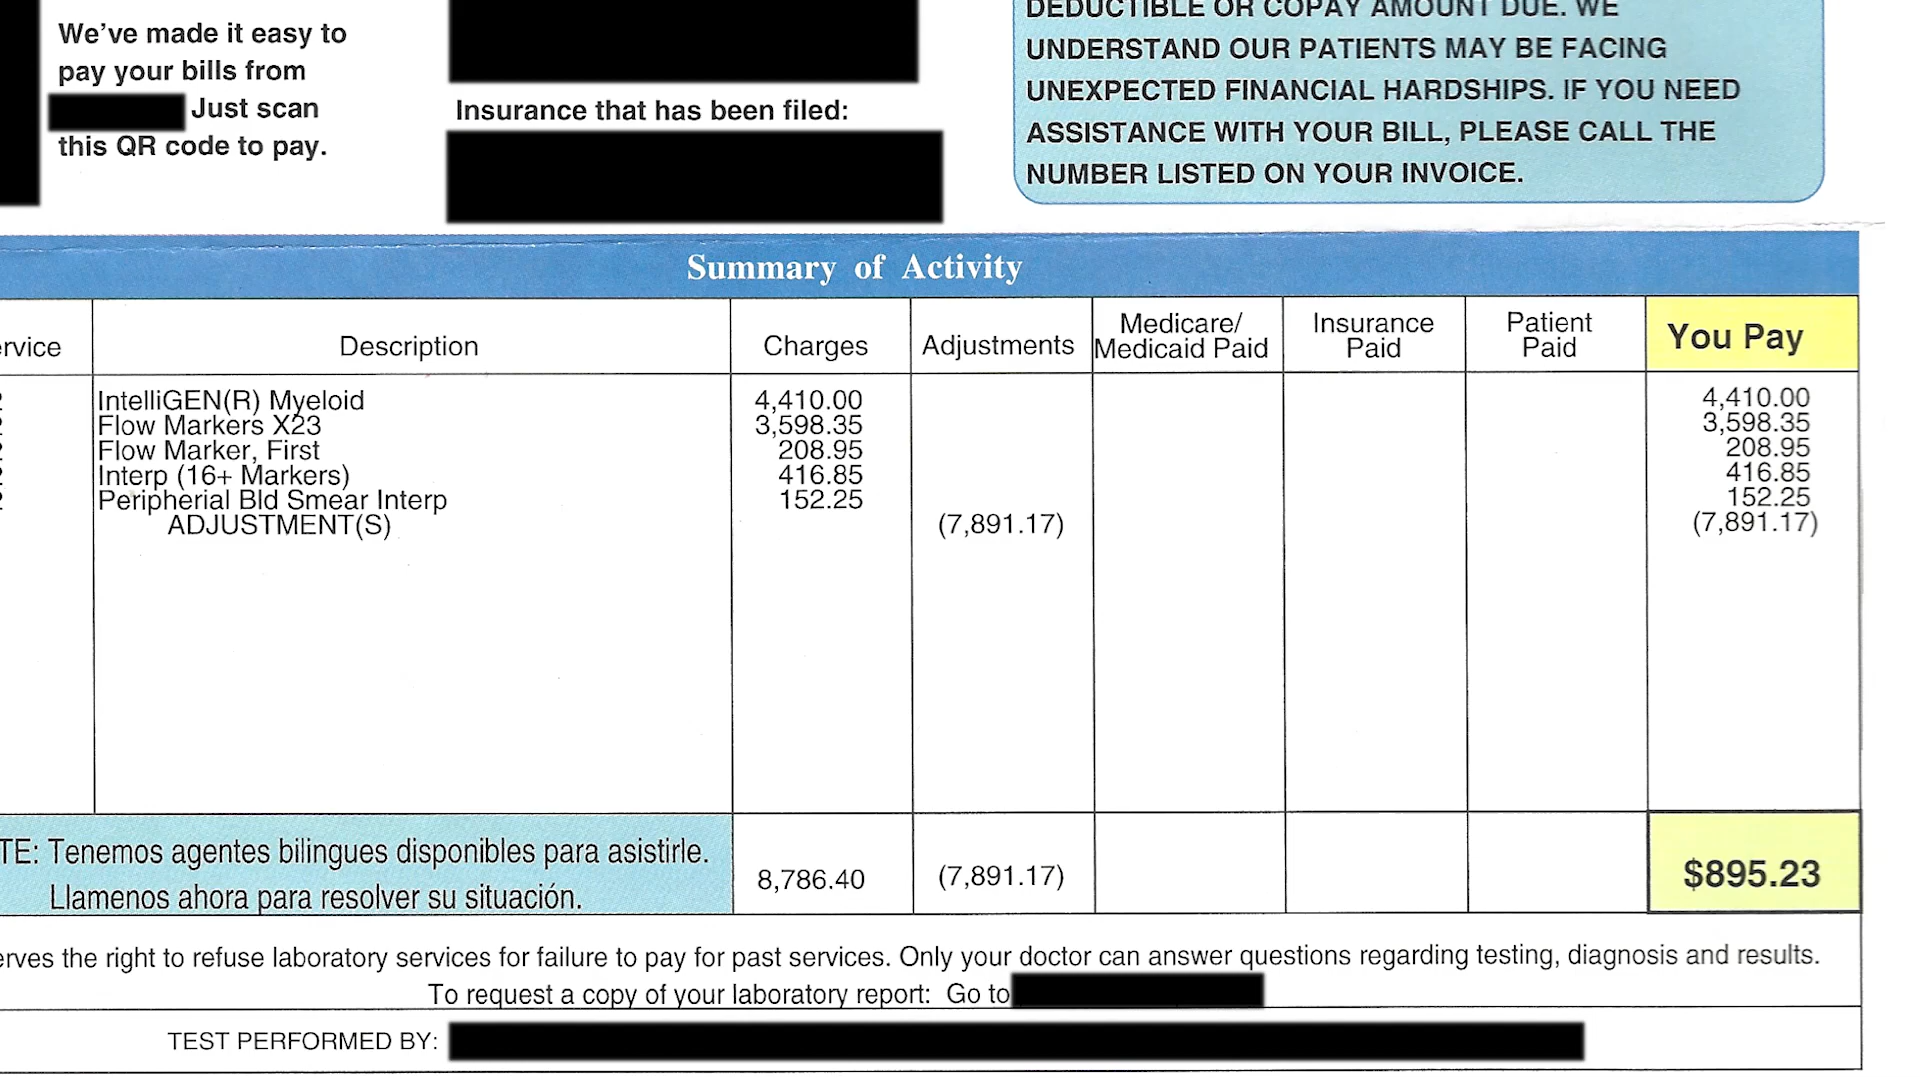 We've made it easy to
pay your bills from
Just scan
this QR code to pay.
Insurance that has been filed:
DEDUCTIBLE OR COPAY AMOUNT DUE. WE
UNDERSTAND OUR PATIENTS MAY BE FACING
UNEXPECTED FINANCIAL HARDSHIPS. IF YOU NEED
ASSISTANCE WITH YOUR BILL, PLEASE CALL THE
NUMBER LISTED ON YOUR INVOICE.
Summary of Activity
rvice Description Charges Adjustments Medicare/ Medicaid Paid Insurance Paid Patient Paid You Pay
IntelliGEN(R) Myeloid 4,410.00 4,410.00
Flow Markers X23 3,598.35 3,598.35
Flow Marker, First 208.95 208.95
Interp (16+ Markers) 416.85 416.85
Peripherial Bld Smear Interp 152.25 152.25
ADJUSTMENT(S) (7,891.17) (7,891.17)
TE: Tenemos agentes bilingues disponibles para asistirle.
Llamenos ahora para resolver su situación.
8,786.40 (7,891.17) $895.23
erves the right to refuse laboratory services for failure to pay for past services. Only your doctor can answer questions regarding testing, diagnosis and results.
To request a copy of your laboratory report: Go to
TEST PERFORMED BY: